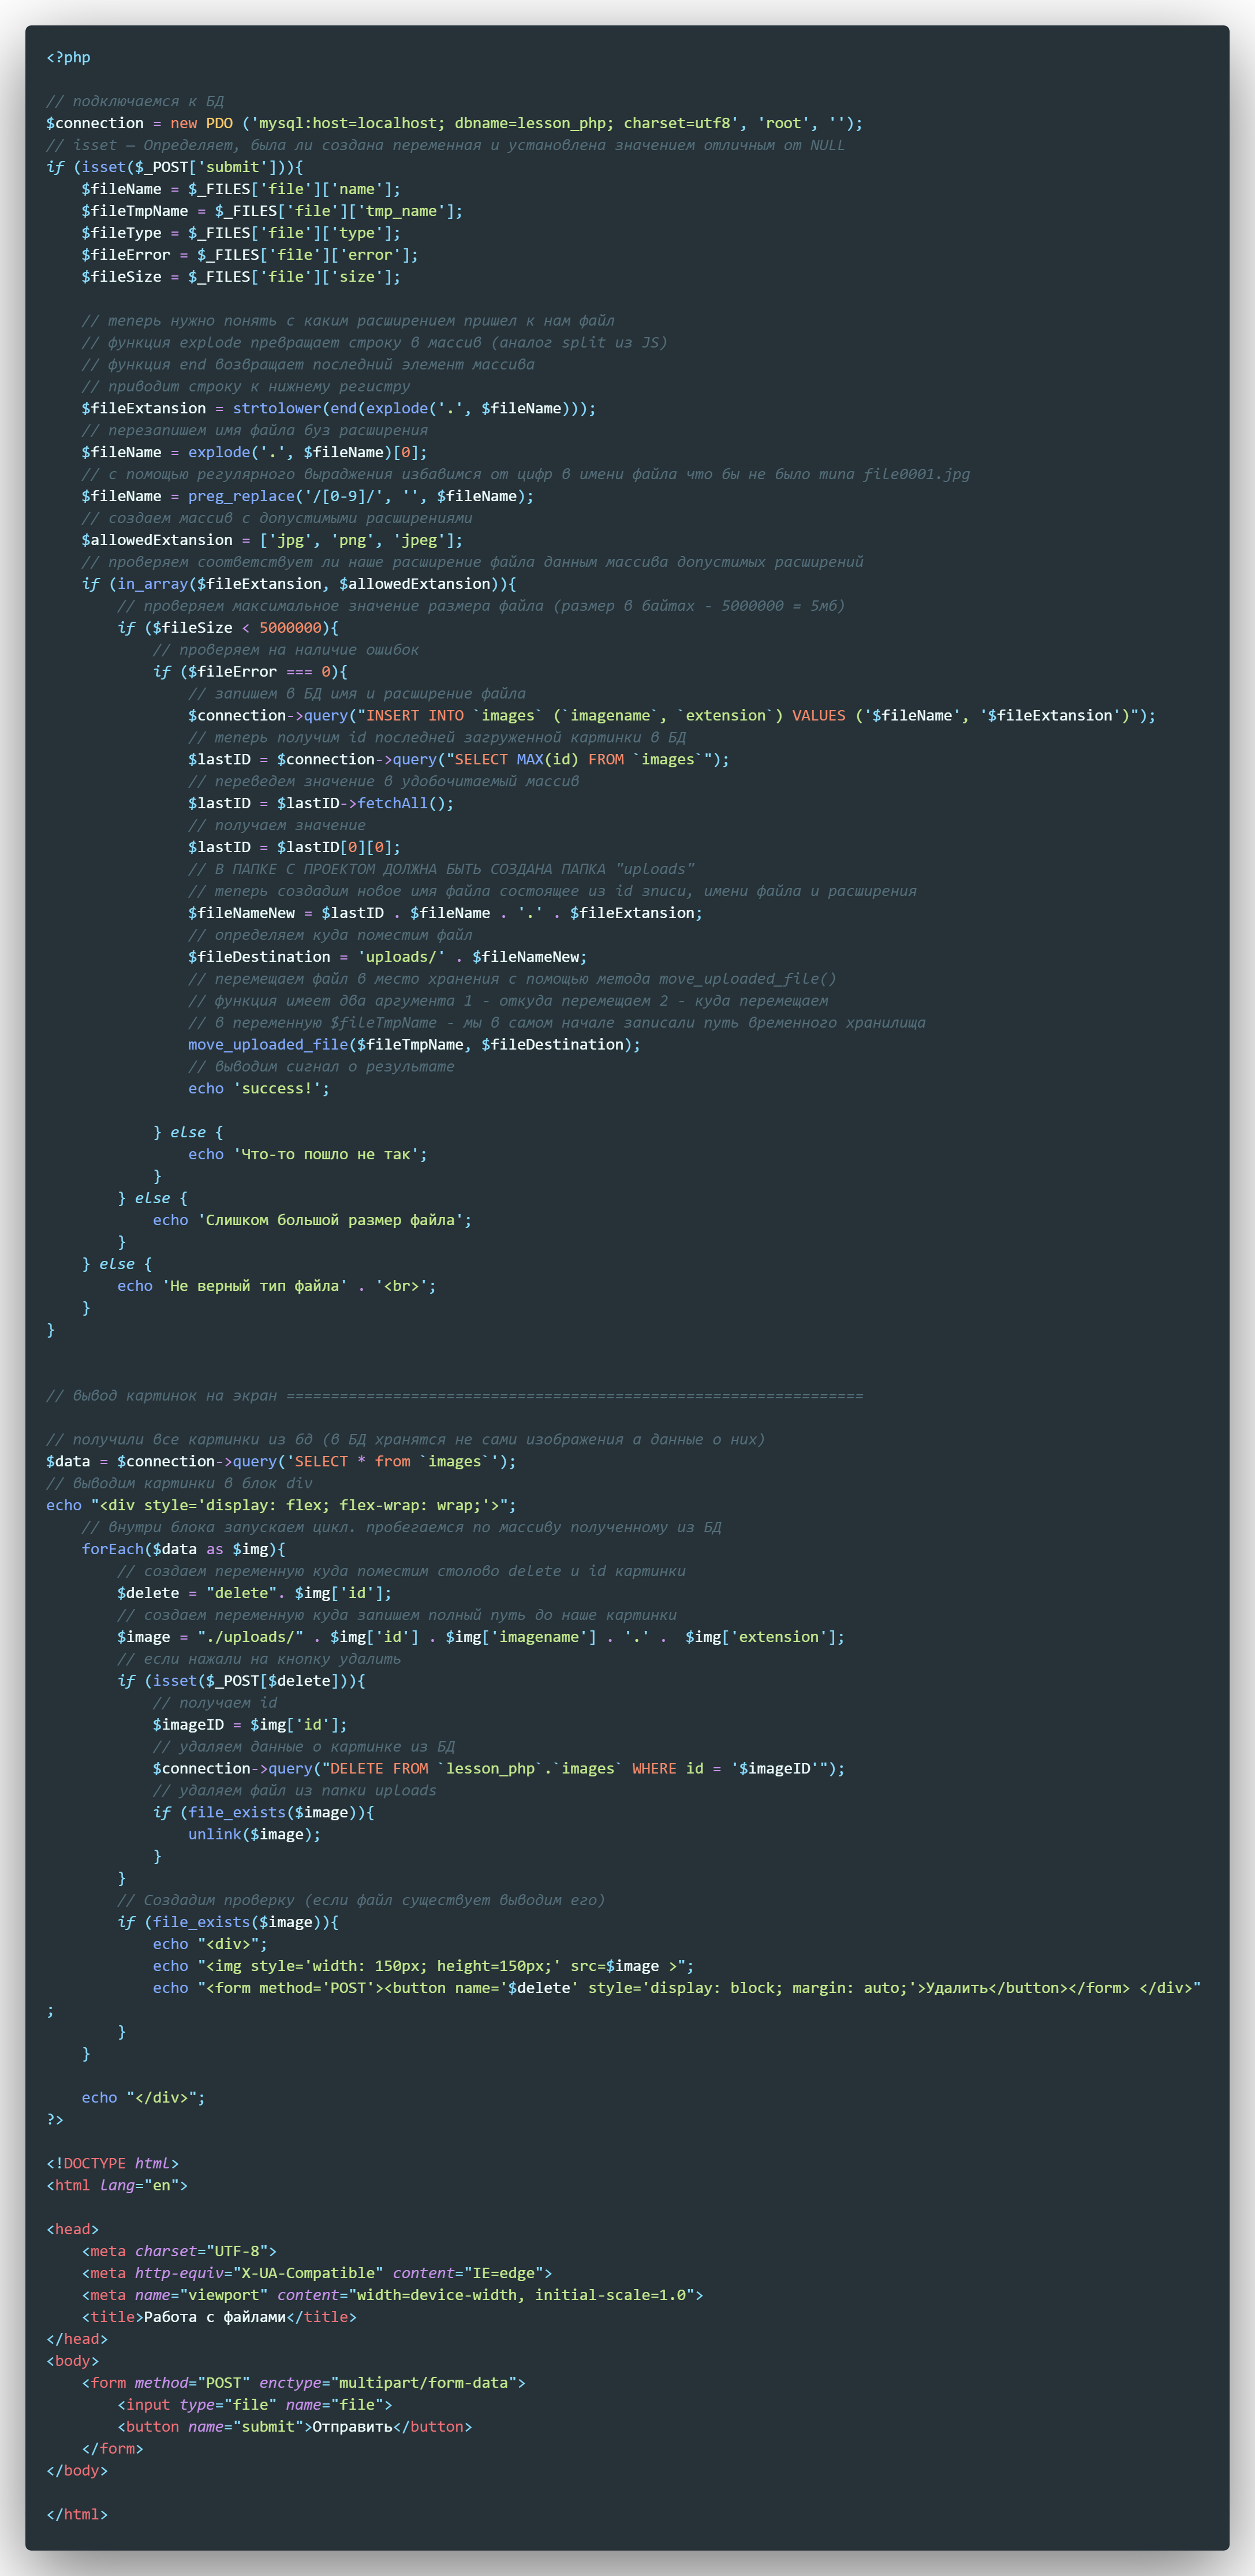 <?php

// подключаемся к БД
$connection = new PDO ('mysql:host=localhost; dbname=lesson_php; charset=utf8', 'root', '');
// isset — Определяет, была ли создана переменная и установлена значением отличным от NULL
if (isset($_POST['submit'])){
    $fileName = $_FILES['file']['name'];
    $fileTmpName = $_FILES['file']['tmp_name'];
    $fileType = $_FILES['file']['type'];
    $fileError = $_FILES['file']['error'];
    $fileSize = $_FILES['file']['size'];

    // теперь нужно понять с каким расширением пришел к нам файл
    // функция explode превращает строку в массив (аналог split из JS)
    // функция end возвращает последний элемент массива
    // приводит строку к нижнему регистру
    $fileExtansion = strtolower(end(explode('.', $fileName)));
    // перезапишем имя файла буз расширения
    $fileName = explode('.', $fileName)[0];
    // с помощью регулярного выраджения избавимся от цифр в имени файла что бы не было типа file0001.jpg
    $fileName = preg_replace('/[0-9]/', '', $fileName);
    // создаем массив с допустимыми расширениями
    $allowedExtansion = ['jpg', 'png', 'jpeg'];
    // проверяем соответствует ли наше расширение файла данным массива допустимых расширений
    if (in_array($fileExtansion, $allowedExtansion)){
        // проверяем максимальное значение размера файла (размер в байтах - 5000000 = 5мб)
        if ($fileSize < 5000000){
            // проверяем на наличие ошибок
            if ($fileError === 0){
                // запишем в БД имя и расширение файла
                $connection->query("INSERT INTO `images` (`imagename`, `extension`) VALUES ('$fileName', '$fileExtansion')");
                // теперь получим id последней загруженной картинки в БД
                $lastID = $connection->query("SELECT MAX(id) FROM `images`");
                // переведем значение в удобочитаемый массив
                $lastID = $lastID->fetchAll();
                // получаем значение
                $lastID = $lastID[0][0];
                // В ПАПКЕ С ПРОЕКТОМ ДОЛЖНА БЫТЬ СОЗДАНА ПАПКА "uploads"
                // теперь создадим новое имя файла состоящее из id зписи, имени файла и расширения
                $fileNameNew = $lastID . $fileName . '.' . $fileExtansion;
                // определяем куда поместим файл
                $fileDestination = 'uploads/' . $fileNameNew;
                // перемещаем файл в место хранения с помощью метода move_uploaded_file()
                // функция имеет два аргумента 1 - откуда перемещаем 2 - куда перемещаем
                // в переменную $fileTmpName - мы в самом начале записали путь временного хранилища
                move_uploaded_file($fileTmpName, $fileDestination);
                // выводим сигнал о результате
                echo 'success!';

            } else {
                echo 'Что-то пошло не так';
            }
        } else {
            echo 'Слишком большой размер файла';
        }
    } else {
        echo 'Не верный тип файла' . '<br>';
    }
}


// вывод картинок на экран =================================================================

// получили все картинки из бд (в БД хранятся не сами изображения а данные о них)
$data = $connection->query('SELECT * from `images`');
// выводим картинки в блок div
echo "<div style='display: flex; flex-wrap: wrap;'>";
    // внутри блока запускаем цикл. пробегаемся по массиву полученному из БД
    forEach($data as $img){
        // создаем переменную куда поместим столово delete и id картинки
        $delete = "delete". $img['id'];
        // создаем переменную куда запишем полный путь до наше картинки
        $image = "./uploads/" . $img['id'] . $img['imagename'] . '.' .  $img['extension'];
        // если нажали на кнопку удалить
        if (isset($_POST[$delete])){
            // получаем id
            $imageID = $img['id'];
            // удаляем данные о картинке из БД
            $connection->query("DELETE FROM `lesson_php`.`images` WHERE id = '$imageID'");
            // удаляем файл из папки uploads
            if (file_exists($image)){
                unlink($image);
            }
        }
        // Создадим проверку (если файл существует выводим его)
        if (file_exists($image)){
            echo "<div>";
            echo "<img style='width: 150px; height=150px;' src=$image >";
            echo "<form method='POST'><button name='$delete' style='display: block; margin: auto;'>Удалить</button></form> </div>"
;
        }
    }

    echo "</div>";
?>

<!DOCTYPE html>
<html lang="en">

<head>
    <meta charset="UTF-8">
    <meta http-equiv="X-UA-Compatible" content="IE=edge">
    <meta name="viewport" content="width=device-width, initial-scale=1.0">
    <title>Работа с файлами</title>
</head>
<body>
    <form method="POST" enctype="multipart/form-data">
        <input type="file" name="file">
        <button name="submit">Отправить</button>
    </form>
</body>

</html>